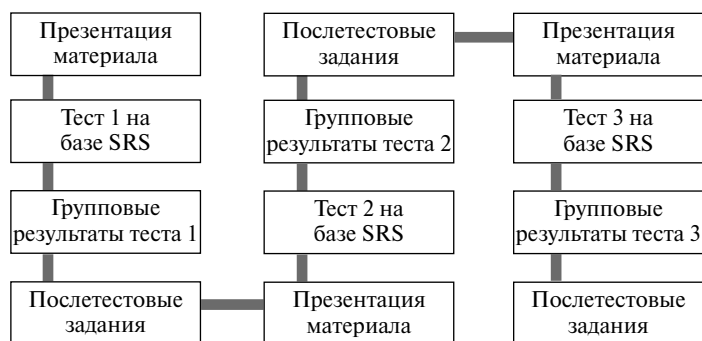 Презентация
материала
Тест 1 на
базе SRS
Групповые
результаты теста 1
Послетестовые
задания
Послетестовые
задания
Групповые
результаты теста 2
Тест 2 на
базе SRS
Презентация
материала
Презентация
материала
Тест 3 на
базе SRS
Групповые
результаты теста 3
Послетестовые
задания